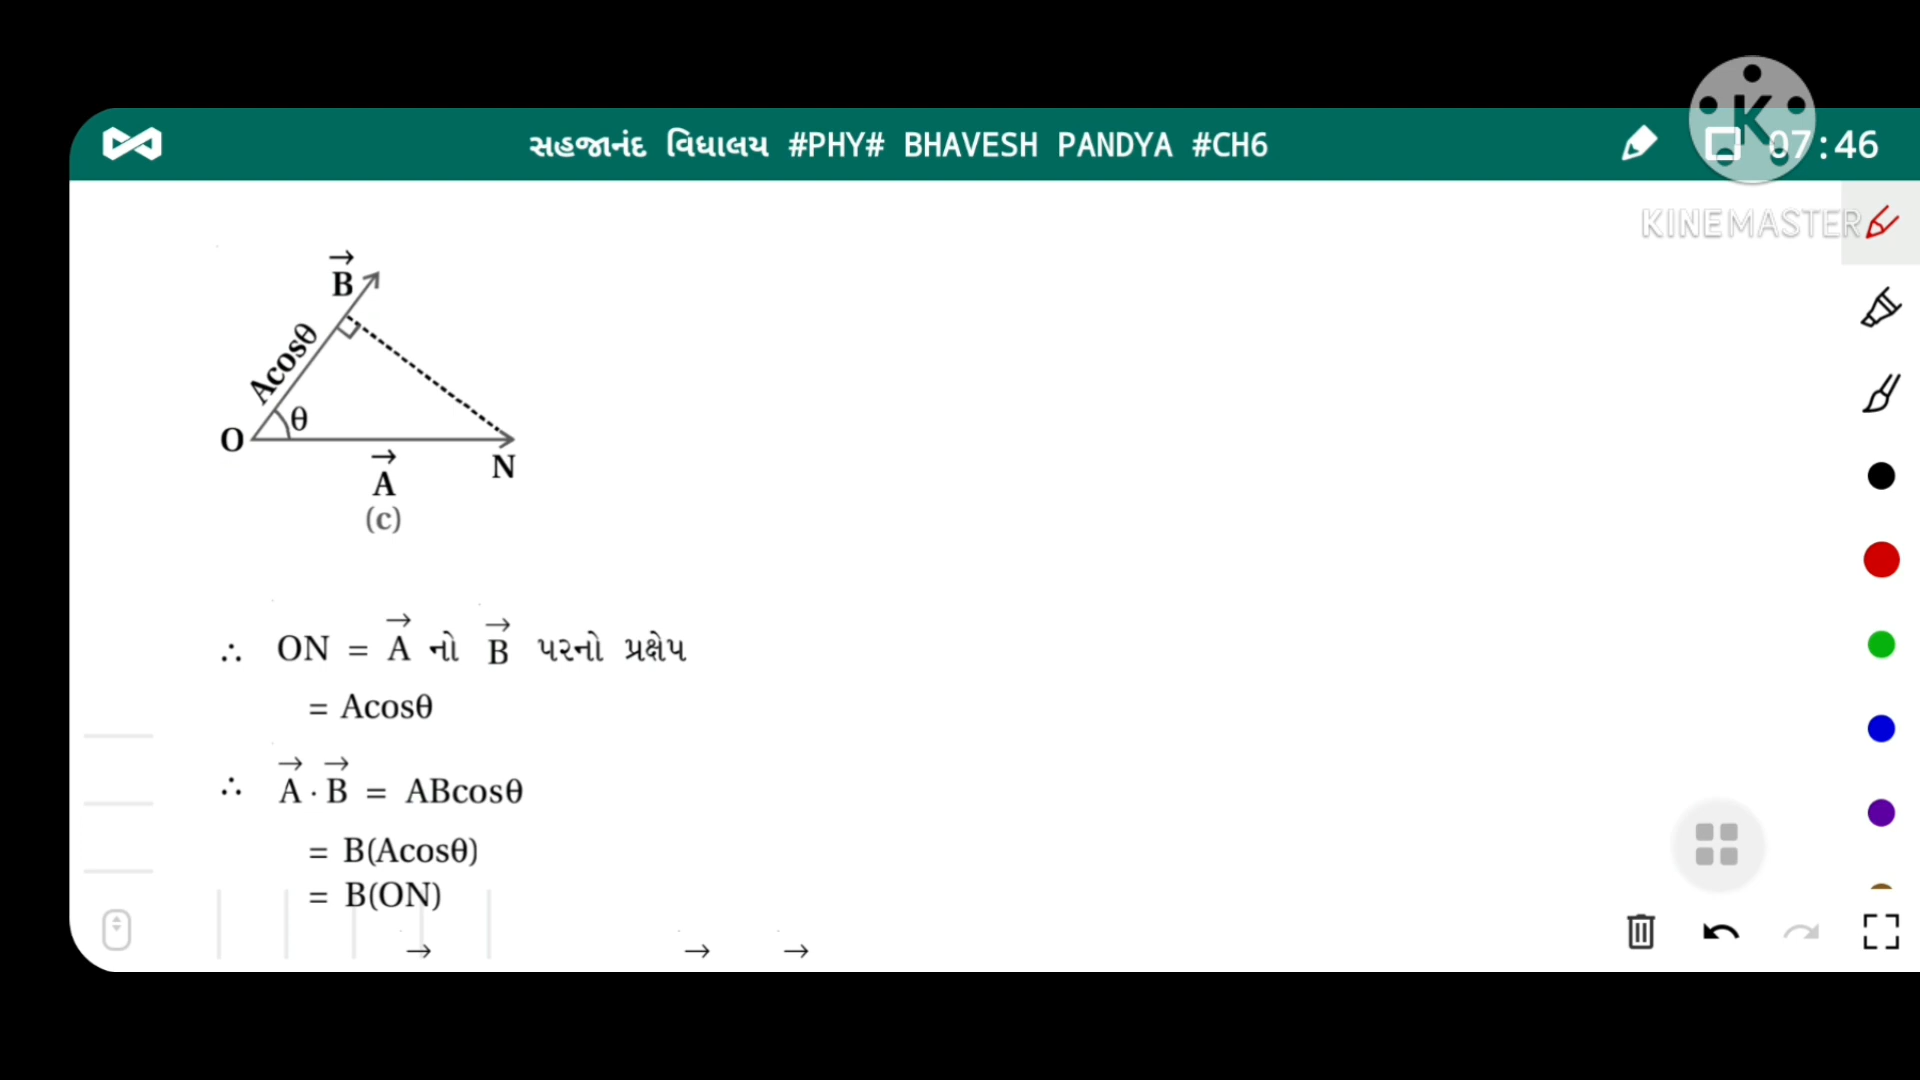 સહજાનંદ વિધાલય #PHY# BHAVESH PANDYA #CH6
07:46
K
KINEMASTER
→
B
Acosθ
θ
O
N
→
A
(c)
∴ ON = A⃗ નો B⃗ પરનો પ્રક્ષેપ
= Acosθ
∴ A⃗ · B⃗ = ABcosθ
= B(Acosθ)
= B(ON)
→ → →